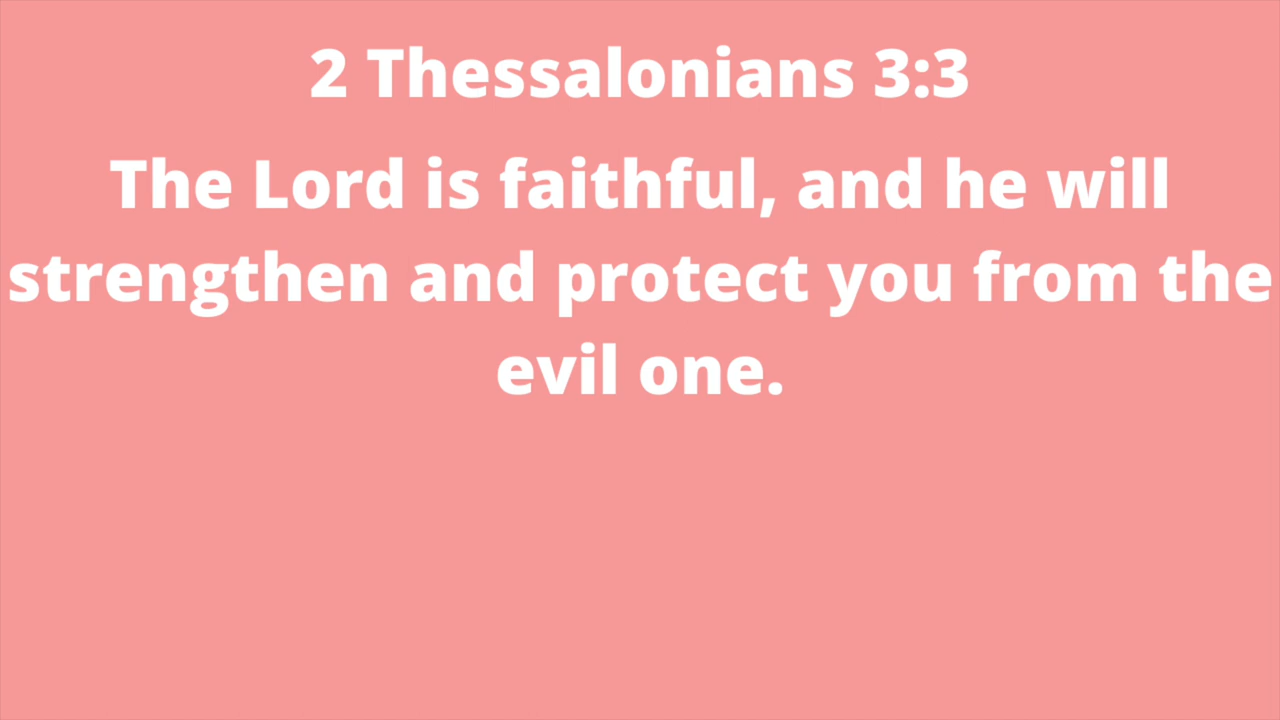 2 Thessalonians 3:3
The Lord is faithful, and he will
strengthen and protect you from the
evil one.